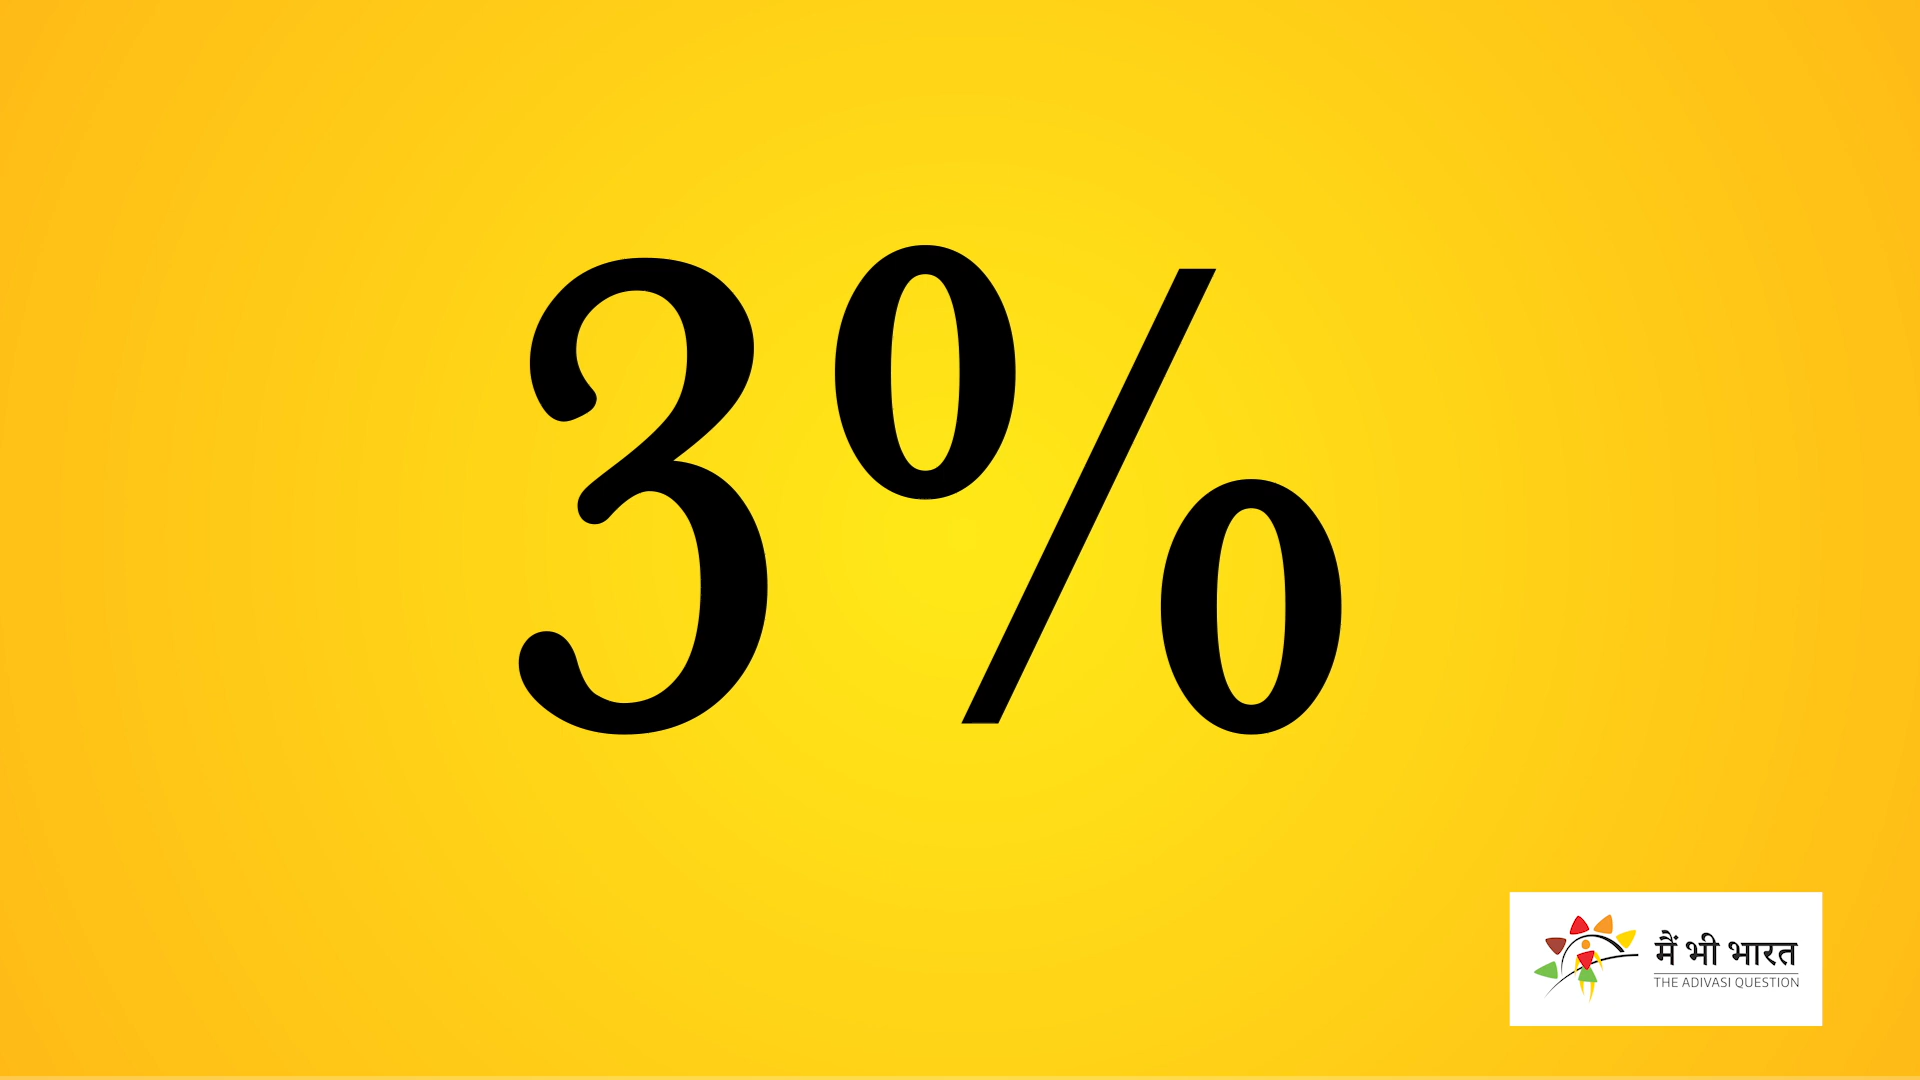 3%
मैं भी भारत
THE ADIVASI QUESTION